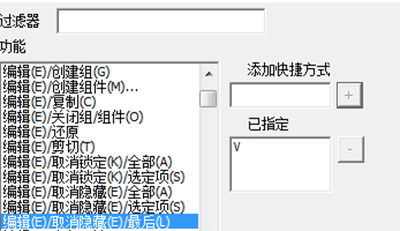 过滤器
功能
编辑(E)/创建组(G)
编辑(E)/创建组件(M)...
编辑(E)/复制(C)
编辑(E)/关闭组/组件(O)
编辑(E)/还原
编辑(E)/剪切(T)
编辑(E)/取消锁定(K)/全部(A)
编辑(E)/取消锁定(K)/选定项(S)
编辑(E)/取消隐藏(E)/全部(A)
编辑(E)/取消隐藏(E)/选定项(S)
编辑(E)/取消隐藏(E)/最后(L)
添加快捷方式
+
已指定
V
-